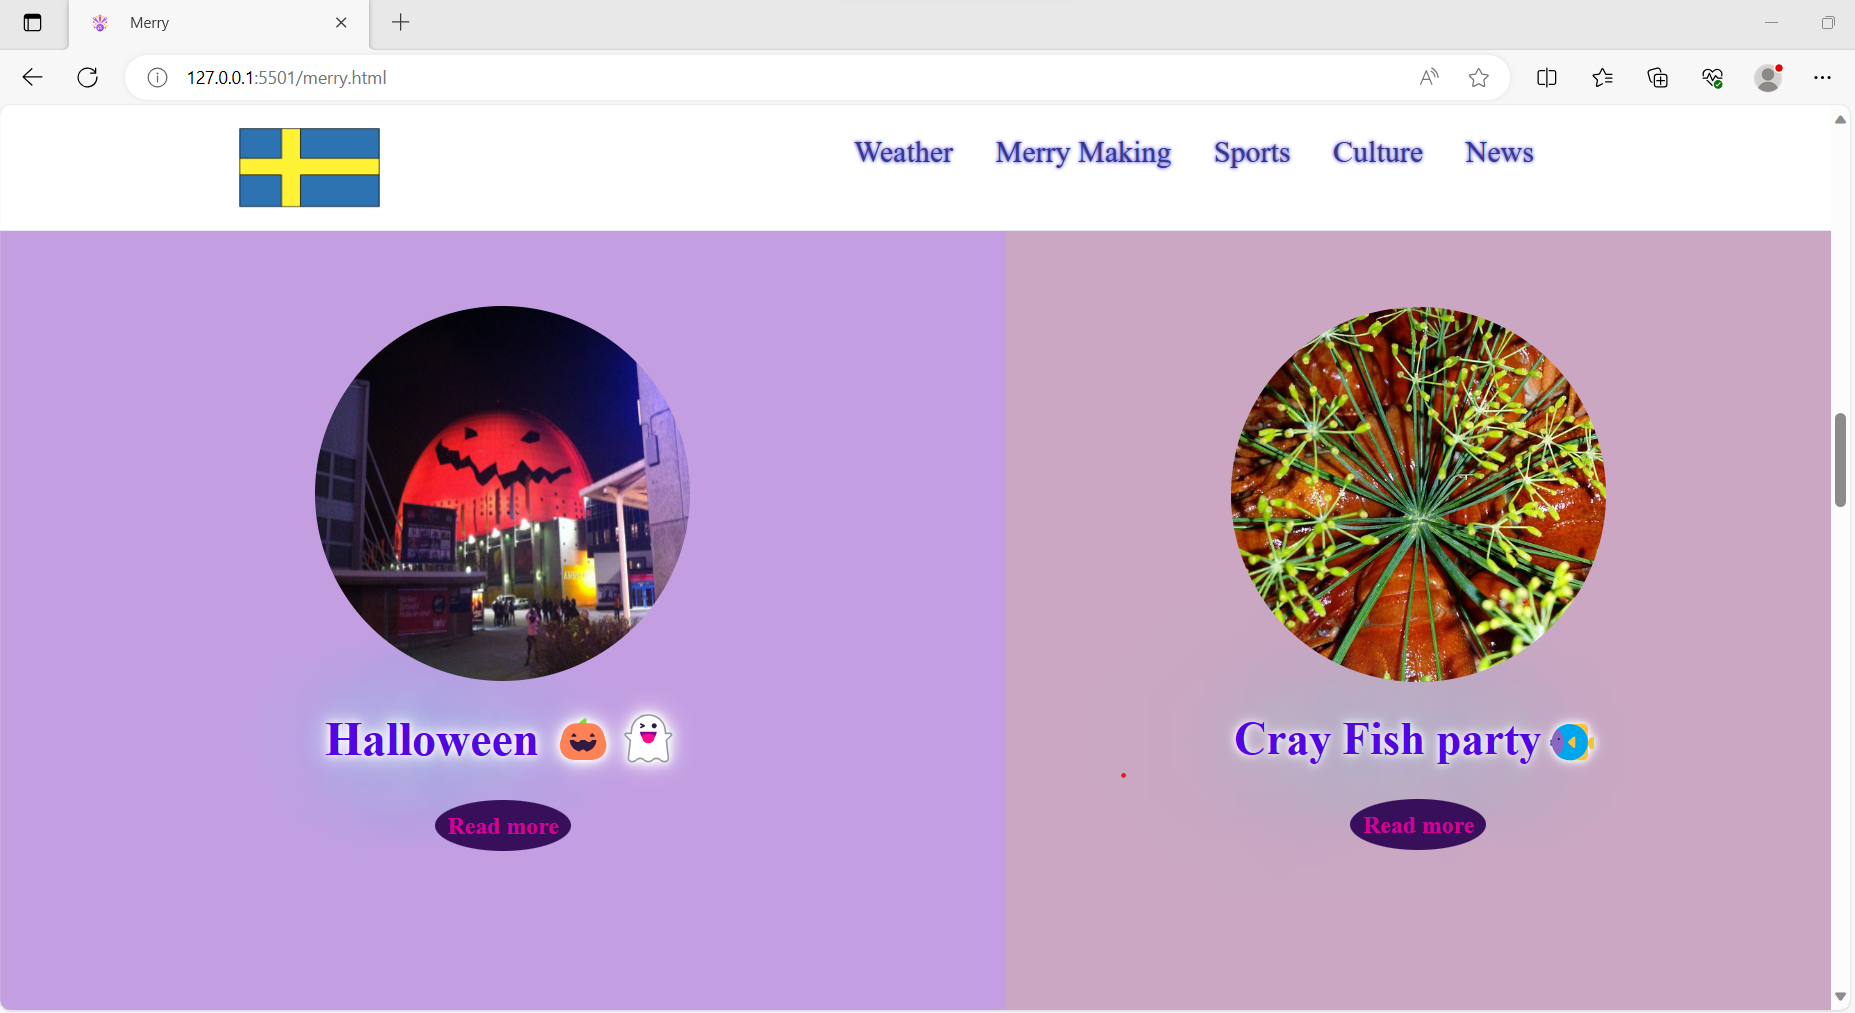 Merry
127.0.0.1:5501/merry.html
Weather Merry Making Sports Culture News
Halloween 🎃 👻
Cray Fish party 🐠
Read more
Read more